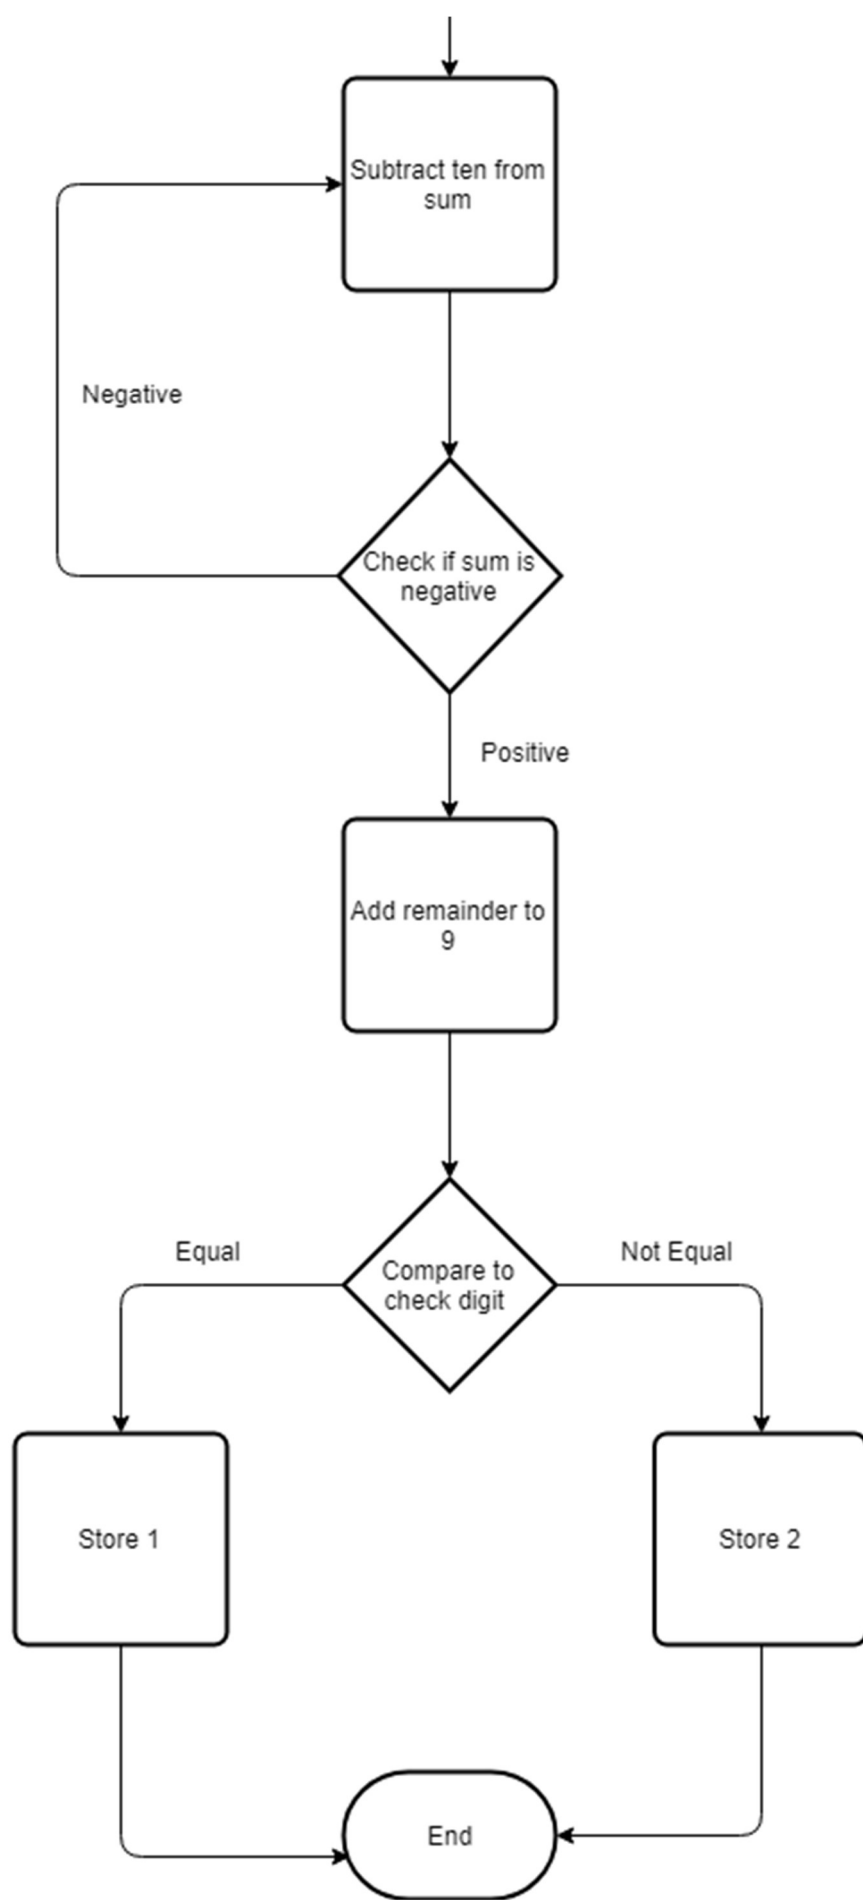 Subtract ten from
sum
Negative
Check if sum is
negative
Positive
Add remainder to
9
Equal
Not Equal
Compare to
check digit
Store 1
Store 2
End